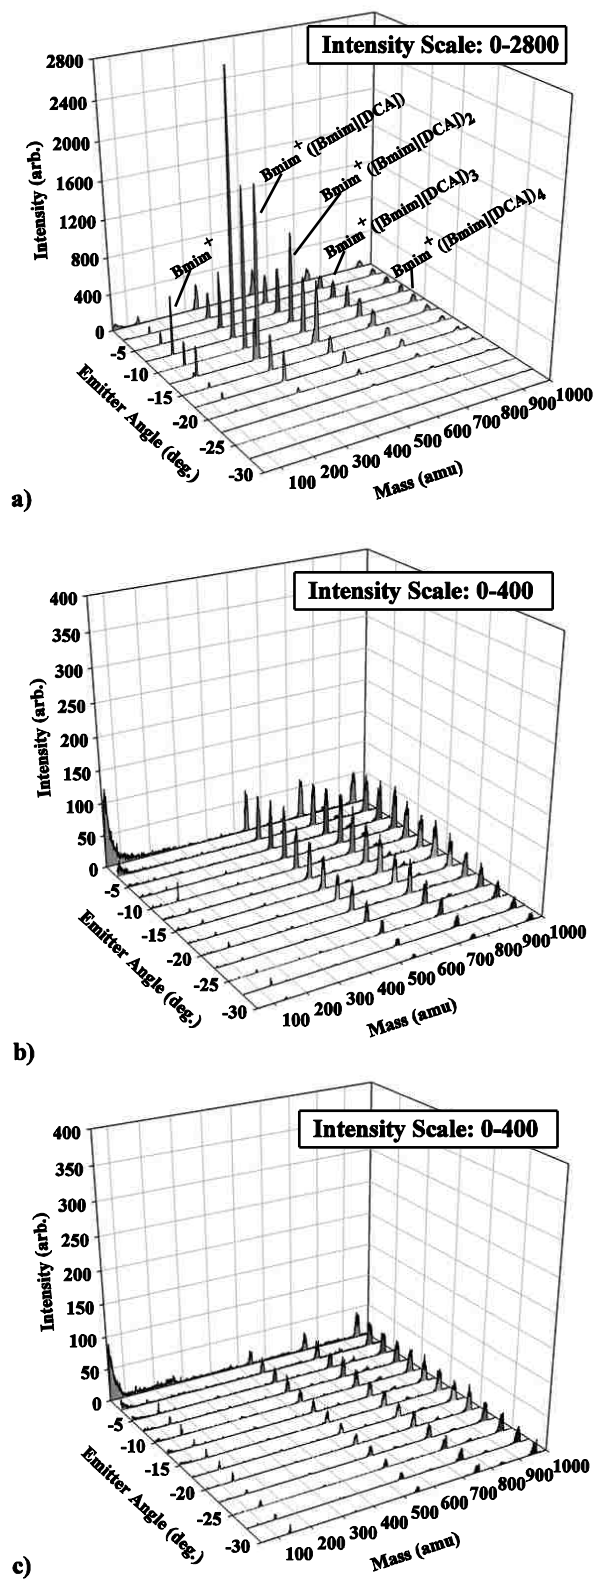 Intensity Scale: 0-2800
2800
2400
2000
1600
1200
800
400
0
Intensity (arb.)
Bmim+
Bmim+ ([Bmim][DCA])
Bmim+ ([Bmim][DCA])2
Bmim+ ([Bmim][DCA])3
Bmim+ ([Bmim][DCA])4
-5
-10
-15
-20
-25
-30
Emitter Angle (deg.)
100 200 300 400 500 600 700 800 900 1000
Mass (amu)
a)
Intensity Scale: 0-400
400
350
300
250
200
150
100
50
0
Intensity (arb.)
-5
-10
-15
-20
-25
-30
Emitter Angle (deg.)
100 200 300 400 500 600 700 800 900 1000
Mass (amu)
b)
Intensity Scale: 0-400
400
350
300
250
200
150
100
50
0
Intensity (arb.)
-5
-10
-15
-20
-25
-30
Emitter Angle (deg.)
100 200 300 400 500 600 700 800 900 1000
Mass (amu)
c)